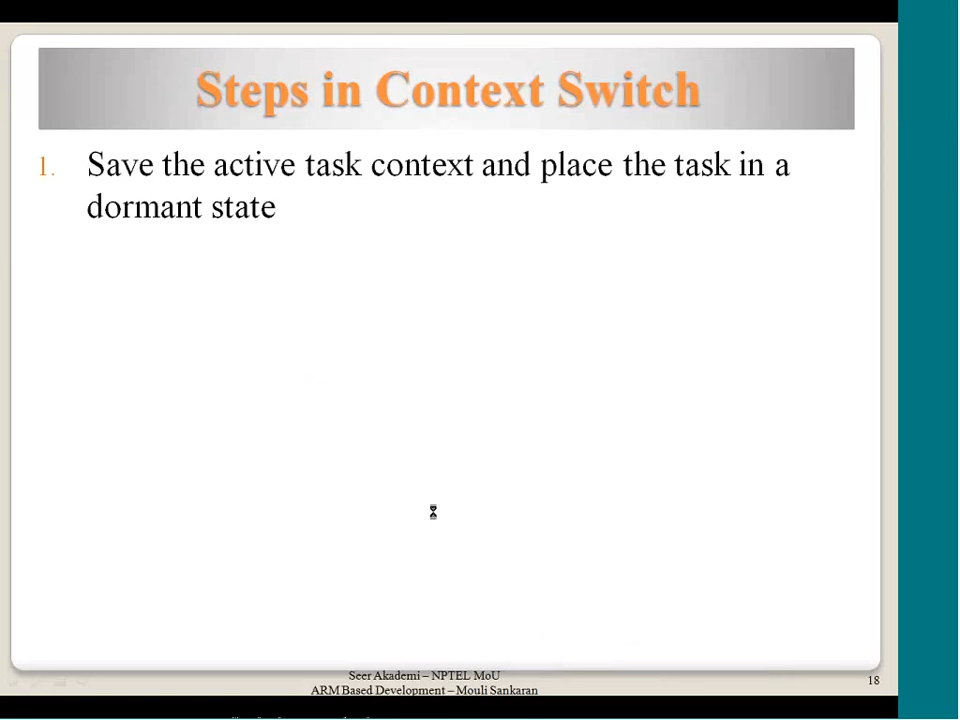 Steps in Context Switch
1. Save the active task context and place the task in a
dormant state
Seer Akademi – NPTEL MoU
ARM Based Development – Mouli Sankaran
18